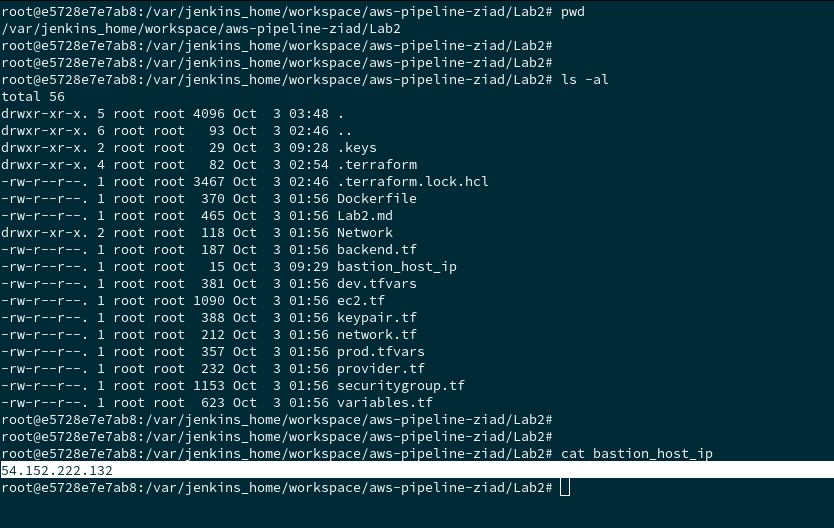 root@e5728e7e7ab8:/var/jenkins_home/workspace/aws-pipeline-ziad/Lab2# pwd
/var/jenkins_home/workspace/aws-pipeline-ziad/Lab2
root@e5728e7e7ab8:/var/jenkins_home/workspace/aws-pipeline-ziad/Lab2#
root@e5728e7e7ab8:/var/jenkins_home/workspace/aws-pipeline-ziad/Lab2#
root@e5728e7e7ab8:/var/jenkins_home/workspace/aws-pipeline-ziad/Lab2# ls -al
total 56
drwxr-xr-x. 5 root root 4096 Oct  3 03:48 .
drwxr-xr-x. 6 root root   93 Oct  3 02:46 ..
drwxr-xr-x. 2 root root   29 Oct  3 09:28 .keys
drwxr-xr-x. 4 root root   82 Oct  3 02:54 .terraform
-rw-r--r--. 1 root root 3467 Oct  3 02:46 .terraform.lock.hcl
-rw-r--r--. 1 root root  370 Oct  3 01:56 Dockerfile
-rw-r--r--. 1 root root  465 Oct  3 01:56 Lab2.md
drwxr-xr-x. 2 root root  118 Oct  3 01:56 Network
-rw-r--r--. 1 root root  187 Oct  3 01:56 backend.tf
-rw-r--r--. 1 root root   15 Oct  3 09:29 bastion_host_ip
-rw-r--r--. 1 root root  381 Oct  3 01:56 dev.tfvars
-rw-r--r--. 1 root root 1090 Oct  3 01:56 ec2.tf
-rw-r--r--. 1 root root  388 Oct  3 01:56 keypair.tf
-rw-r--r--. 1 root root  212 Oct  3 01:56 network.tf
-rw-r--r--. 1 root root  357 Oct  3 01:56 prod.tfvars
-rw-r--r--. 1 root root  232 Oct  3 01:56 provider.tf
-rw-r--r--. 1 root root 1153 Oct  3 01:56 securitygroup.tf
-rw-r--r--. 1 root root  623 Oct  3 01:56 variables.tf
root@e5728e7e7ab8:/var/jenkins_home/workspace/aws-pipeline-ziad/Lab2#
root@e5728e7e7ab8:/var/jenkins_home/workspace/aws-pipeline-ziad/Lab2#
root@e5728e7e7ab8:/var/jenkins_home/workspace/aws-pipeline-ziad/Lab2# cat bastion_host_ip
54.152.222.132
root@e5728e7e7ab8:/var/jenkins_home/workspace/aws-pipeline-ziad/Lab2#